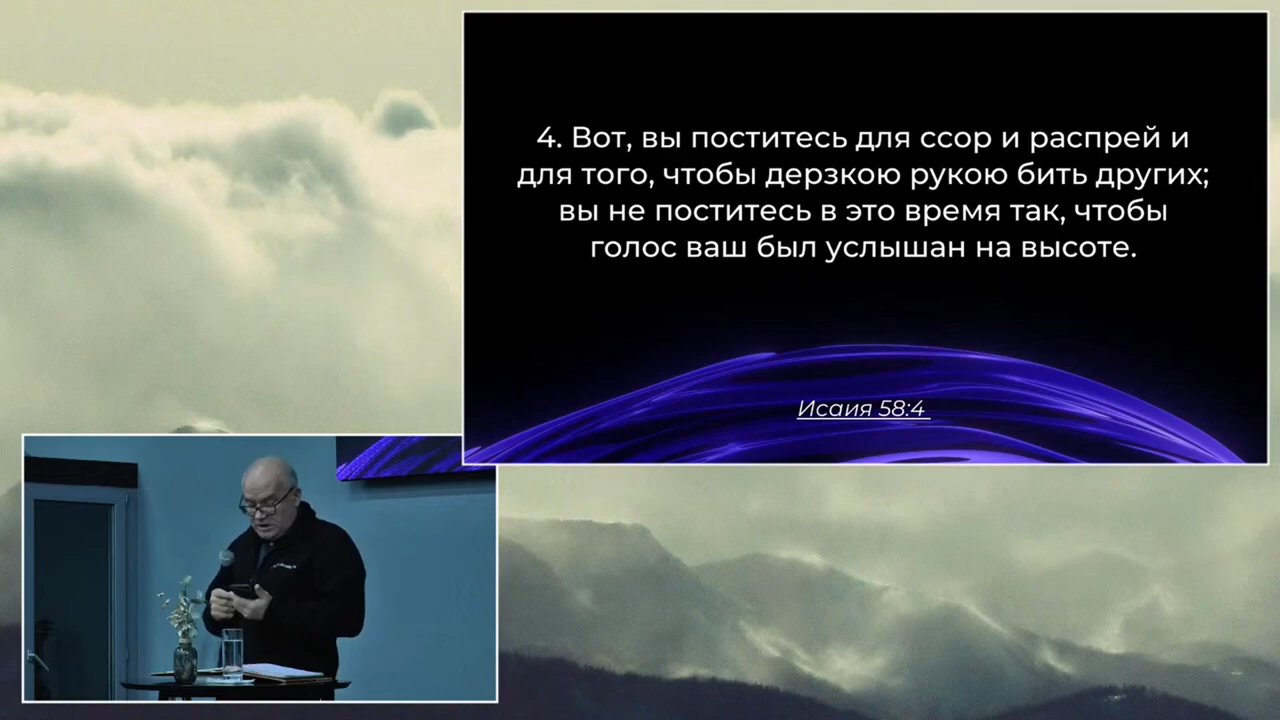 4. Вот, вы поститесь для ссор и распрей и
для того, чтобы дерзкою рукою бить других;
вы не поститесь в это время так, чтобы
голос ваш был услышан на высоте.
Исаия 58:4